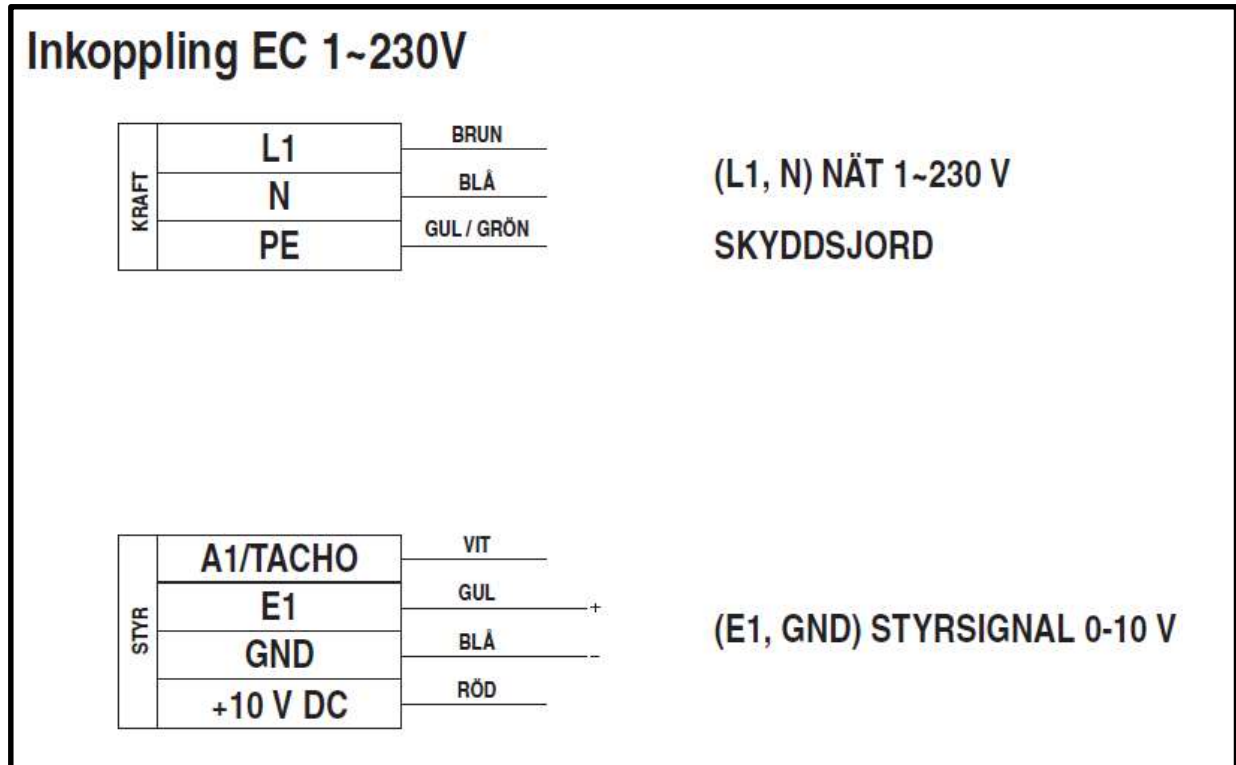 Inkoppling EC 1~230V
KRAFT
L1 BRUN
N BLÅ
PE GUL / GRÖN
(L1, N) NÄT 1~230 V
SKYDDSJORD
STYR
A1/TACHO VIT
E1 GUL +
GND BLÅ -
+10 V DC RÖD
(E1, GND) STYRSIGNAL 0-10 V